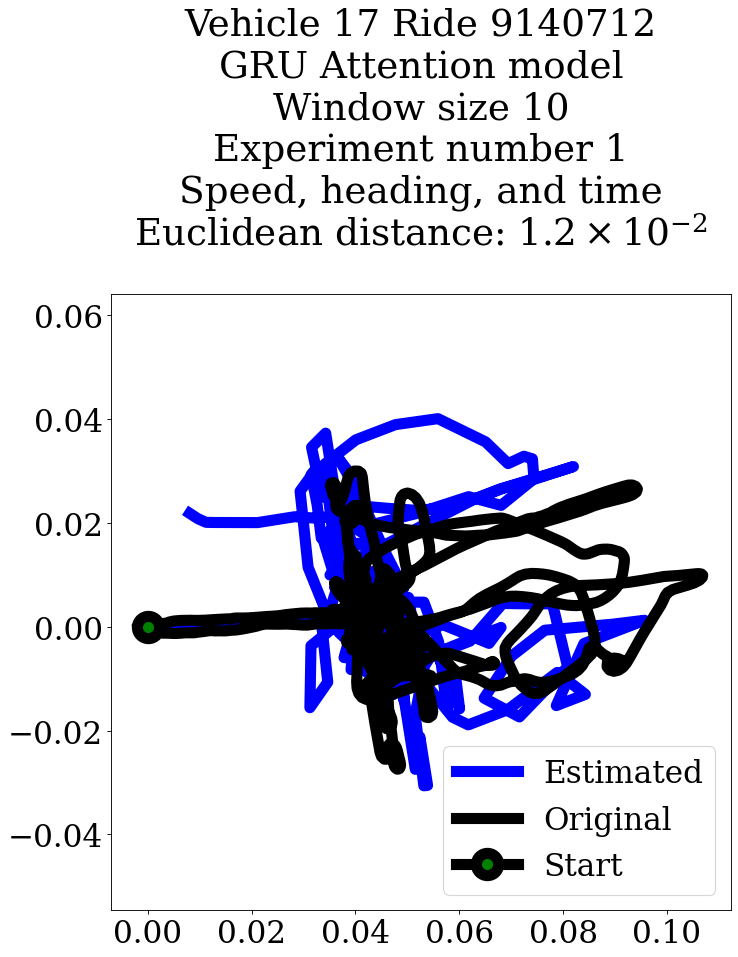 Vehicle 17 Ride 9140712
GRU Attention model
Window size 10
Experiment number 1
Speed, heading, and time
Euclidean distance: 1.2 × 10⁻²
0.06
0.04
0.02
0.00
−0.02
−0.04
Estimated
Original
Start
0.00 0.02 0.04 0.06 0.08 0.10